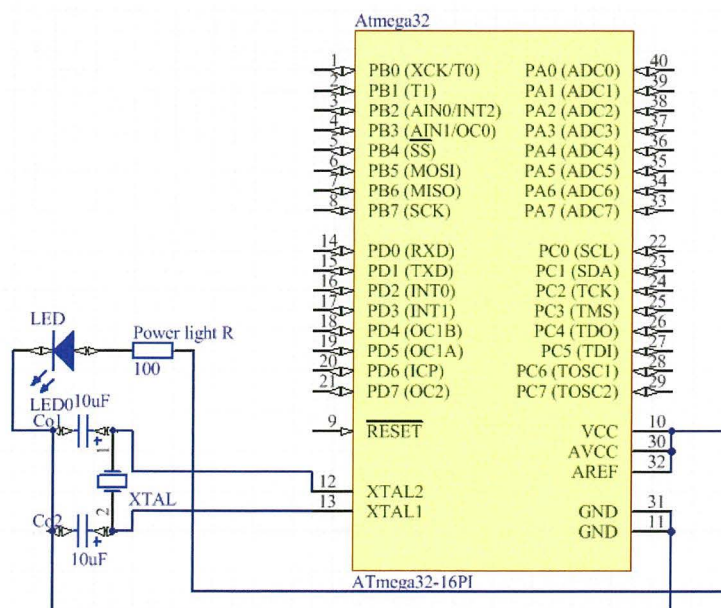 Atmega32
1 PB0 (XCK/T0) PA0 (ADC0) 40
2 PB1 (T1) PA1 (ADC1) 39
3 PB2 (AIN0/INT2) PA2 (ADC2) 38
4 PB3 (AIN1/OC0) PA3 (ADC3) 37
5 PB4 (SS) PA4 (ADC4) 36
6 PB5 (MOSI) PA5 (ADC5) 35
7 PB6 (MISO) PA6 (ADC6) 34
8 PB7 (SCK) PA7 (ADC7) 33
14 PD0 (RXD) PC0 (SCL) 22
15 PD1 (TXD) PC1 (SDA) 23
16 PD2 (INT0) PC2 (TCK) 24
17 PD3 (INT1) PC3 (TMS) 25
18 PD4 (OC1B) PC4 (TDO) 26
19 PD5 (OC1A) PC5 (TDI) 27
20 PD6 (ICP) PC6 (TOSC1) 28
21 PD7 (OC2) PC7 (TOSC2) 29
9 RESET VCC 10
AVCC 30
AREF 32
12 XTAL2
13 XTAL1 GND 31
GND 11
ATmega32-16PI
LED
Power light R
100
LED0
10uF
Co1
+
1
XTAL
2
Co2
+
10uF